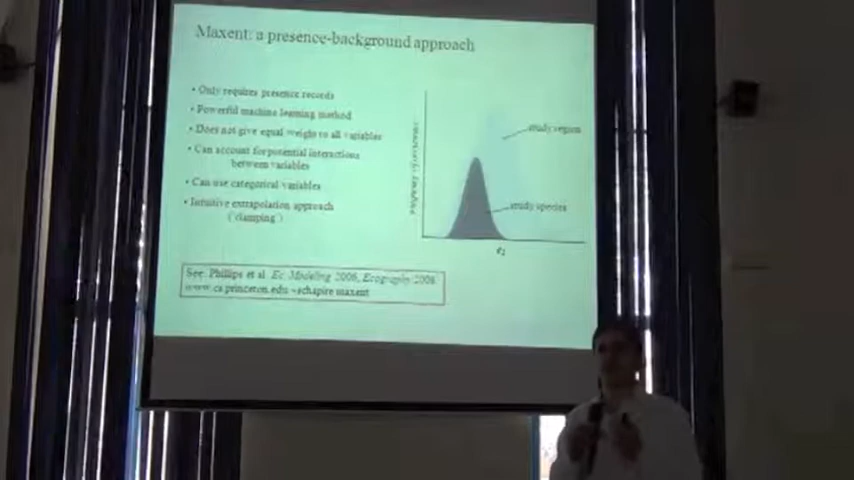 Maxent: a presence-background approach
• Only requires presence records
• Powerful machine learning method
• Does not give equal weight to all variables
• Can account for potential interactions
between variables
• Can use categorical variables
• Intuitive extrapolation approach
('clamping')
study region
study species
e1
See: Phillips et al. Ec. Modeling 2006, Ecography 2008
www.cs.princeton.edu/~schapire/maxent